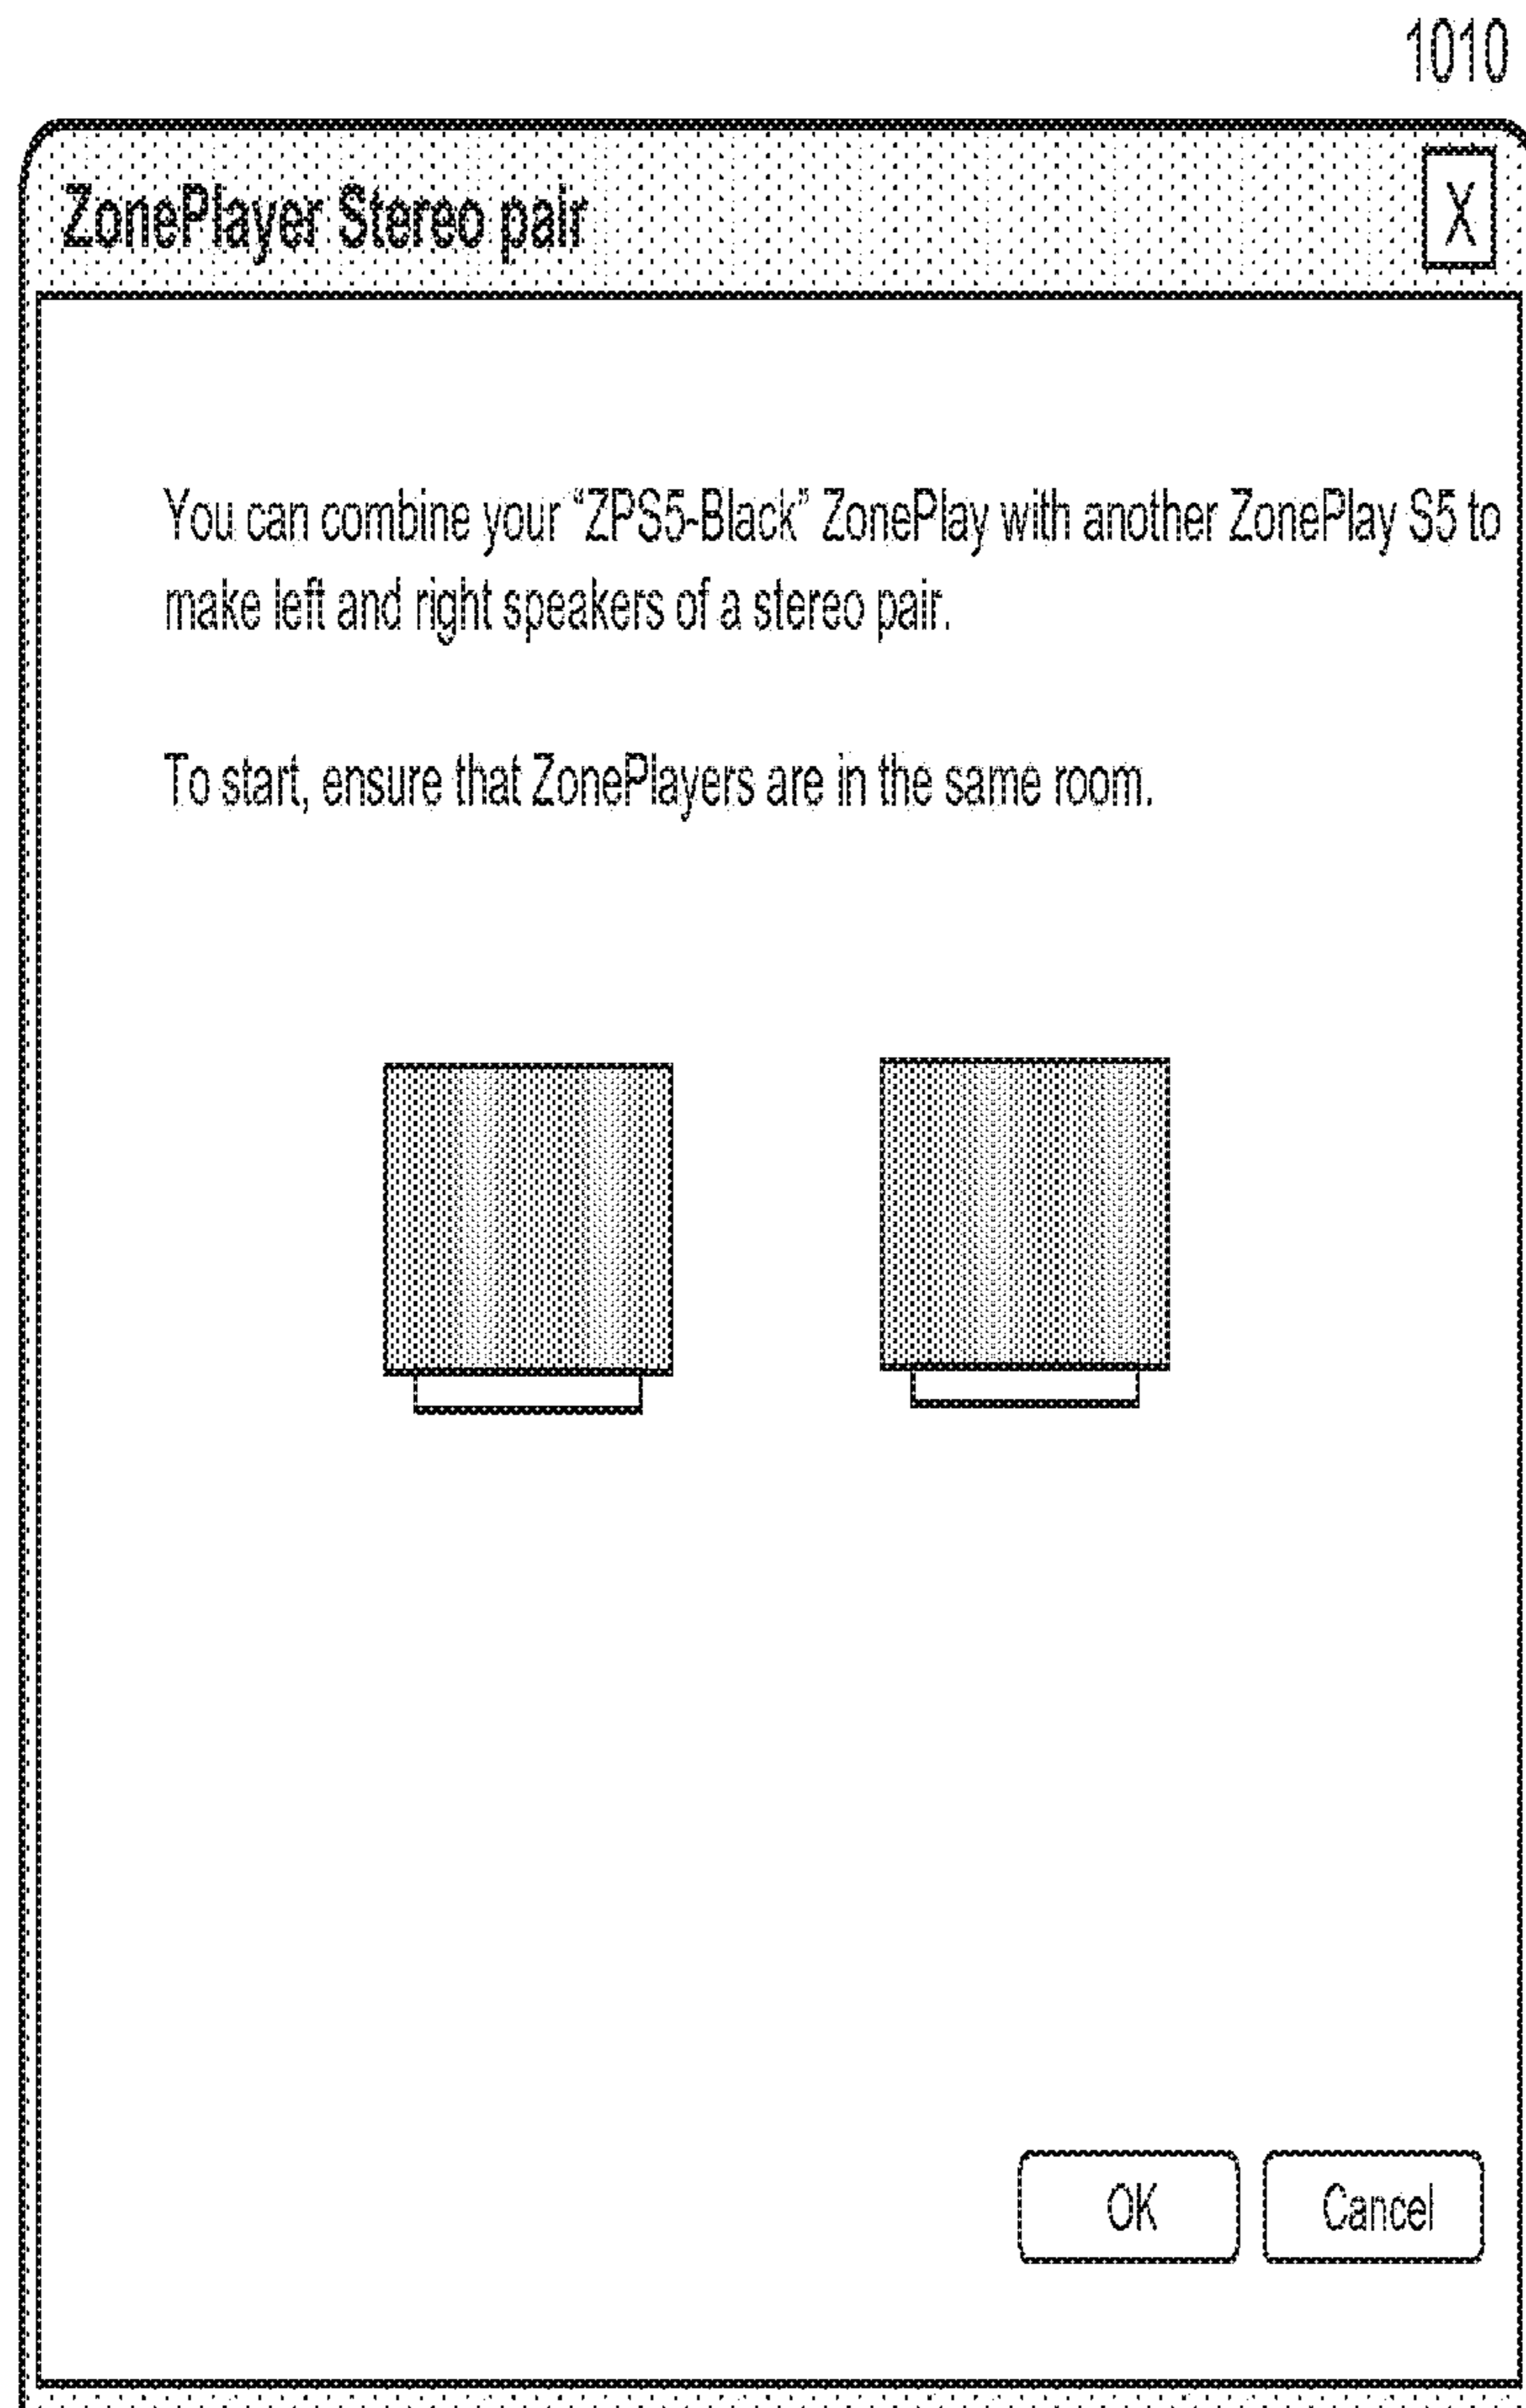 1010
ZonePlayer Stereo pair
X
You can combine your “ZPS5-Black” ZonePlay with another ZonePlay S5 to
make left and right speakers of a stereo pair.
To start, ensure that ZonePlayers are in the same room.
OK
Cancel